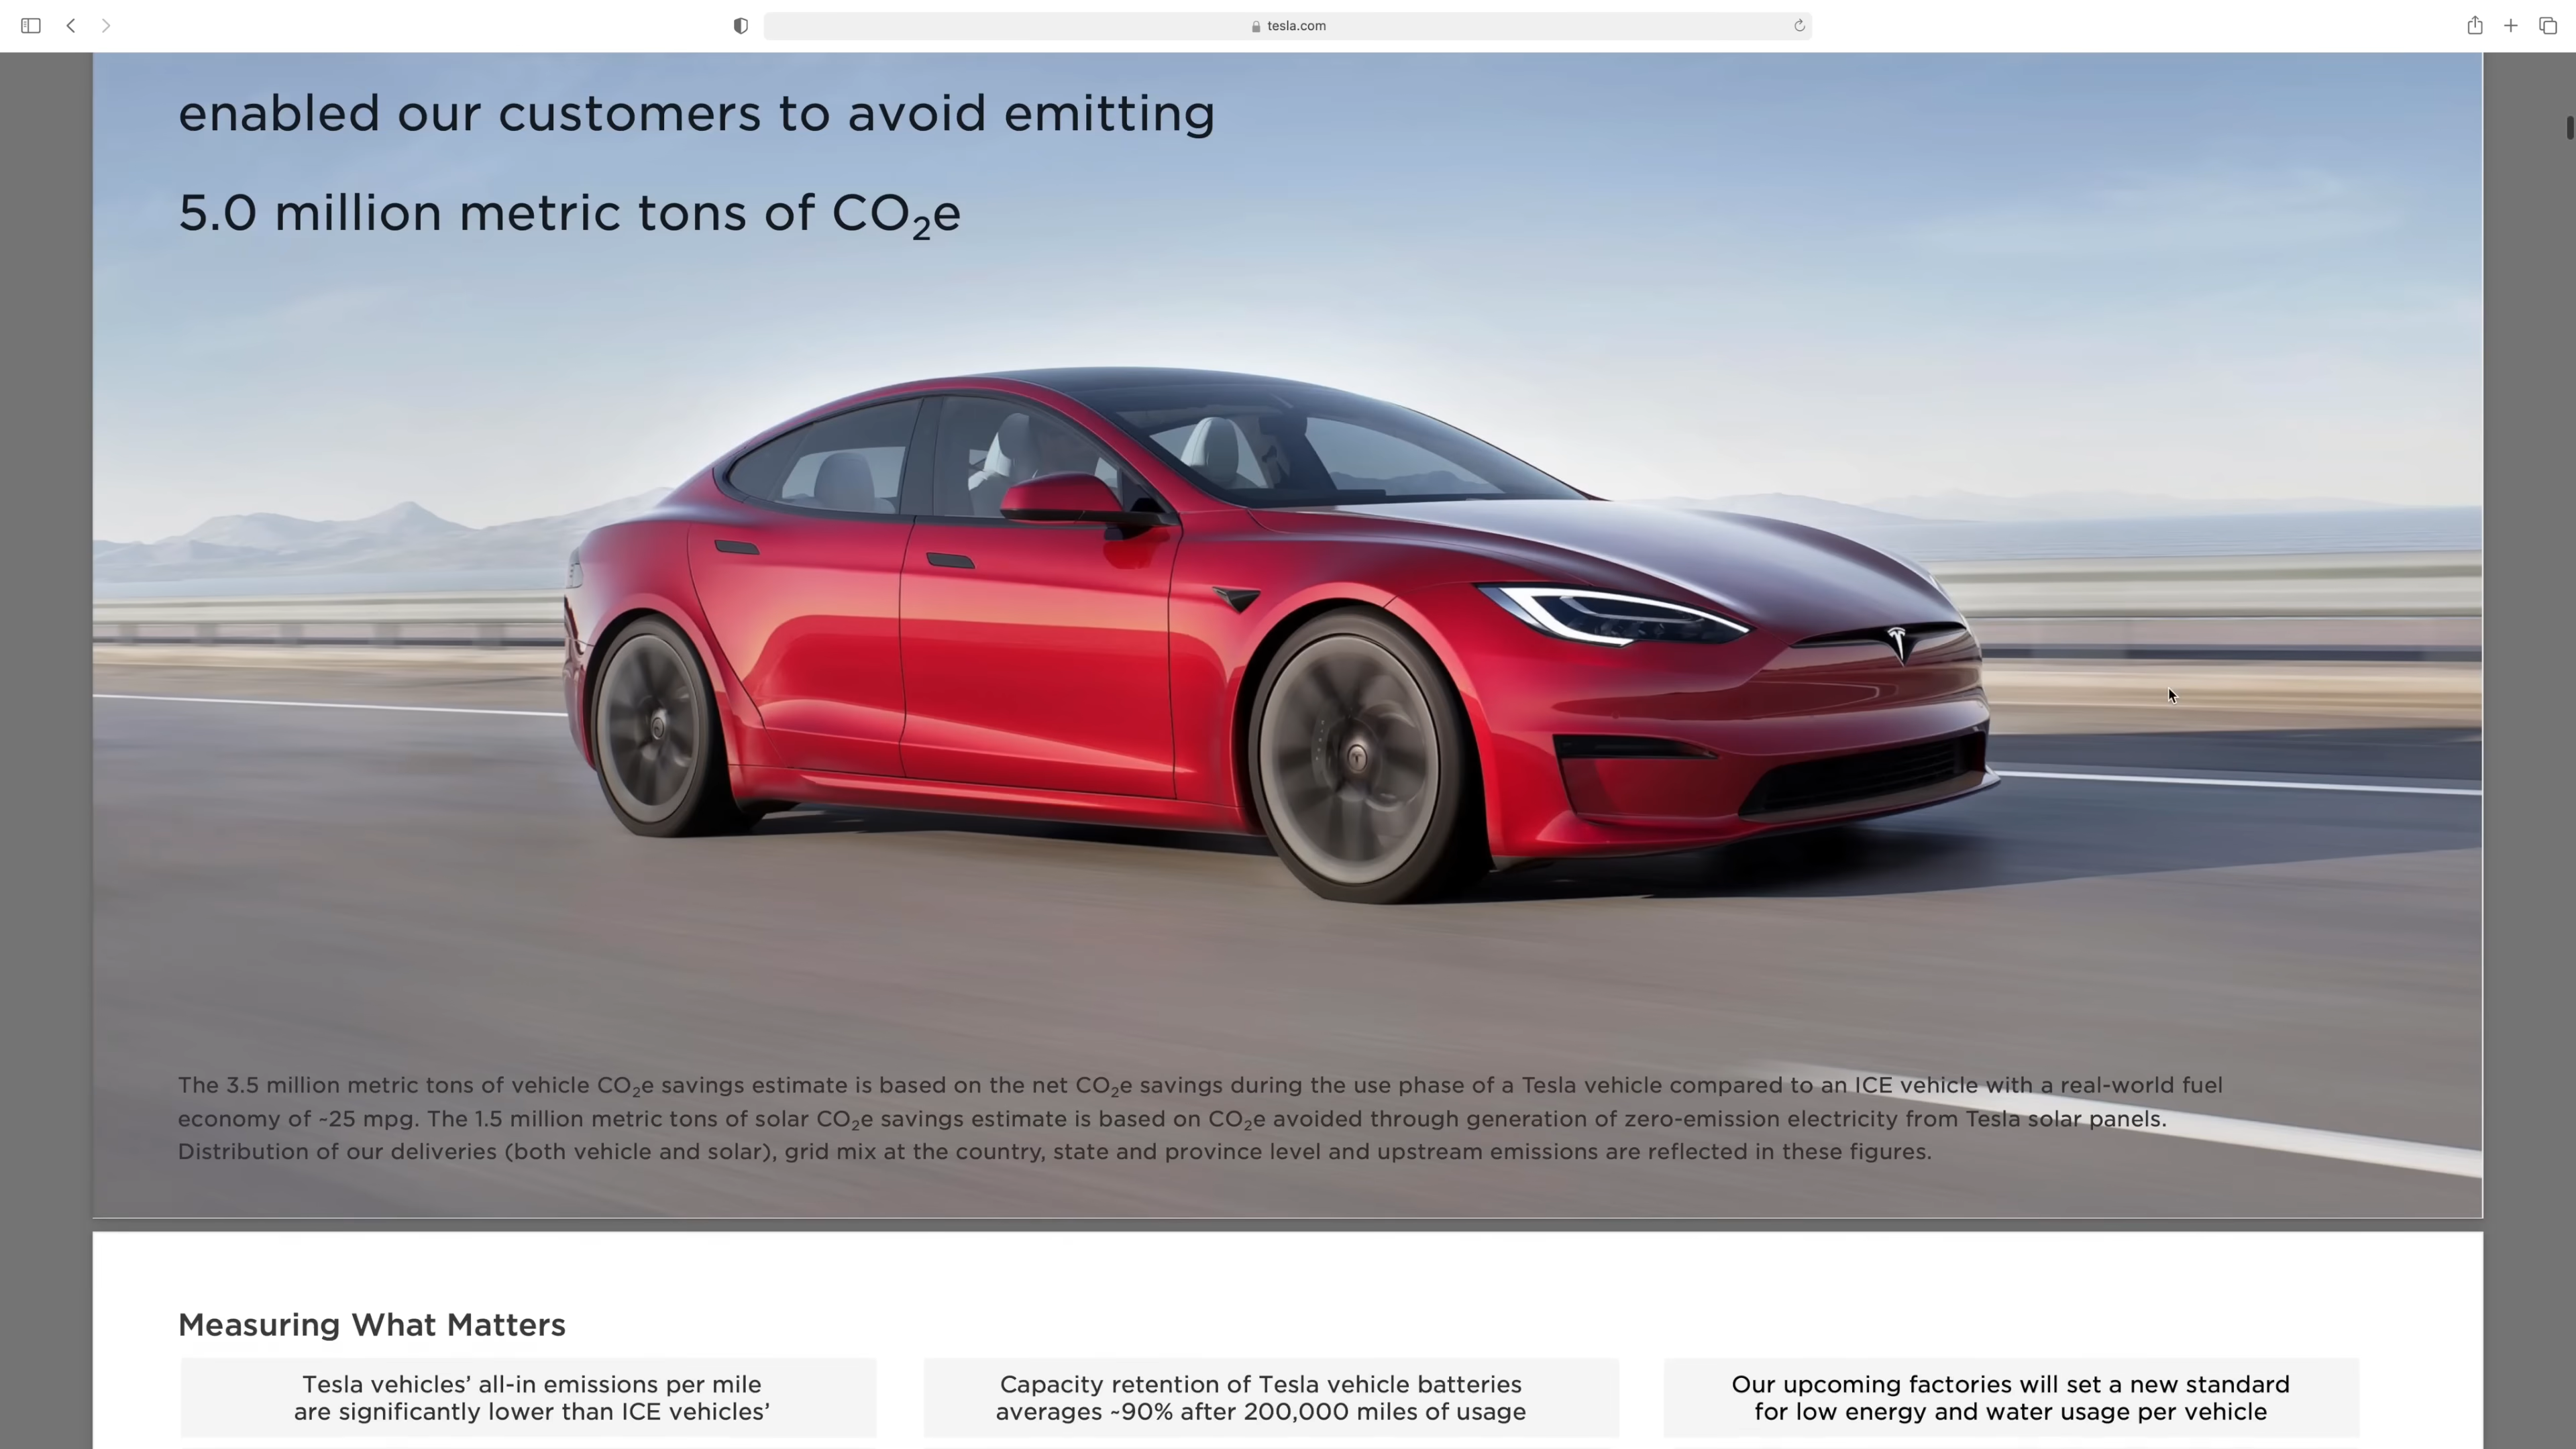 tesla.com
enabled our customers to avoid emitting
5.0 million metric tons of CO₂e
The 3.5 million metric tons of vehicle CO₂e savings estimate is based on the net CO₂e savings during the use phase of a Tesla vehicle compared to an ICE vehicle with a real-world fuel
economy of ~25 mpg. The 1.5 million metric tons of solar CO₂e savings estimate is based on CO₂e avoided through generation of zero-emission electricity from Tesla solar panels.
Distribution of our deliveries (both vehicle and solar), grid mix at the country, state and province level and upstream emissions are reflected in these figures.
Measuring What Matters
Tesla vehicles’ all-in emissions per mile
are significantly lower than ICE vehicles’
Capacity retention of Tesla vehicle batteries
averages ~90% after 200,000 miles of usage
Our upcoming factories will set a new standard
for low energy and water usage per vehicle